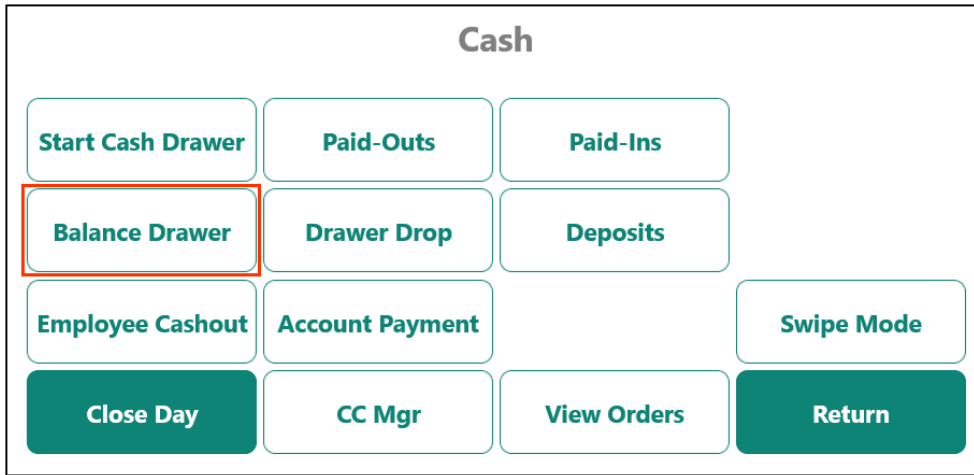 Cash
Start Cash Drawer
Paid-Outs
Paid-Ins
Balance Drawer
Drawer Drop
Deposits
Employee Cashout
Account Payment
Swipe Mode
Close Day
CC Mgr
View Orders
Return